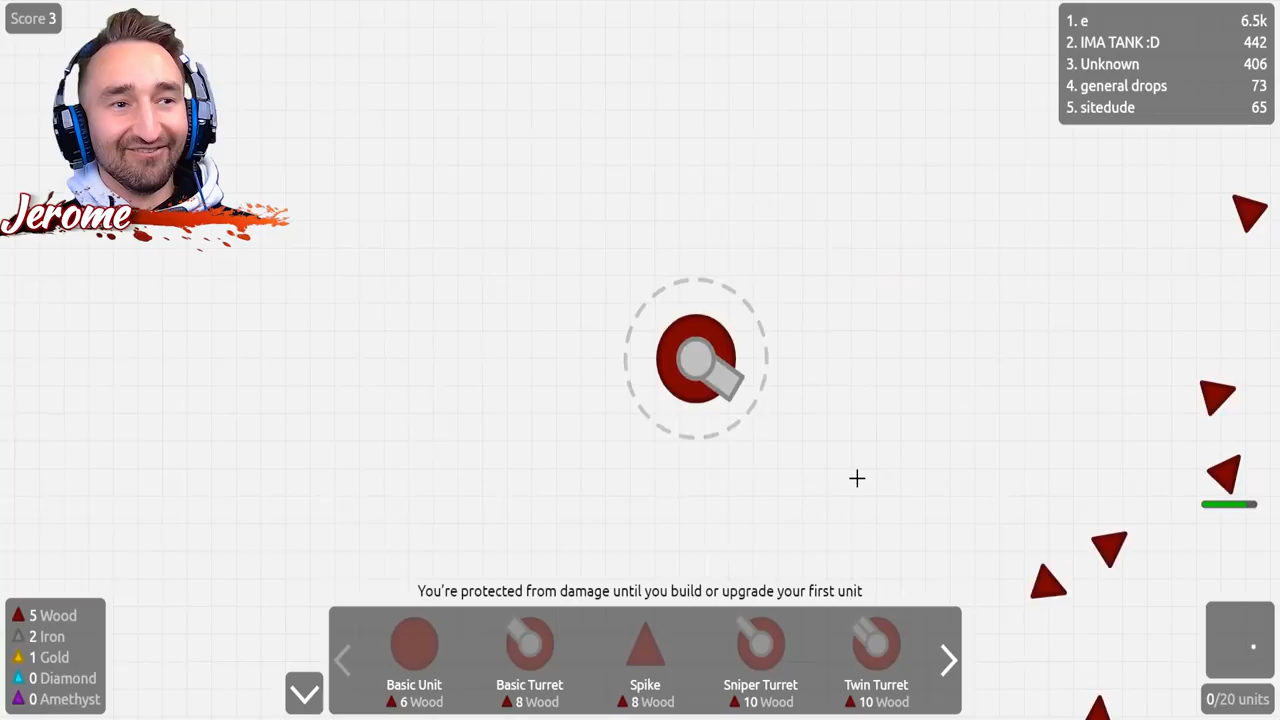 Score 3
Jerome
1. e 6.5k
2. IMA TANK :D 442
3. Unknown 406
4. general drops 73
5. sitedude 65
You're protected from damage until you build or upgrade your first unit
5 Wood
2 Iron
1 Gold
0 Diamond
0 Amethyst
Basic Unit
6 Wood
Basic Turret
8 Wood
Spike
8 Wood
Sniper Turret
10 Wood
Twin Turret
10 Wood
0/20 units